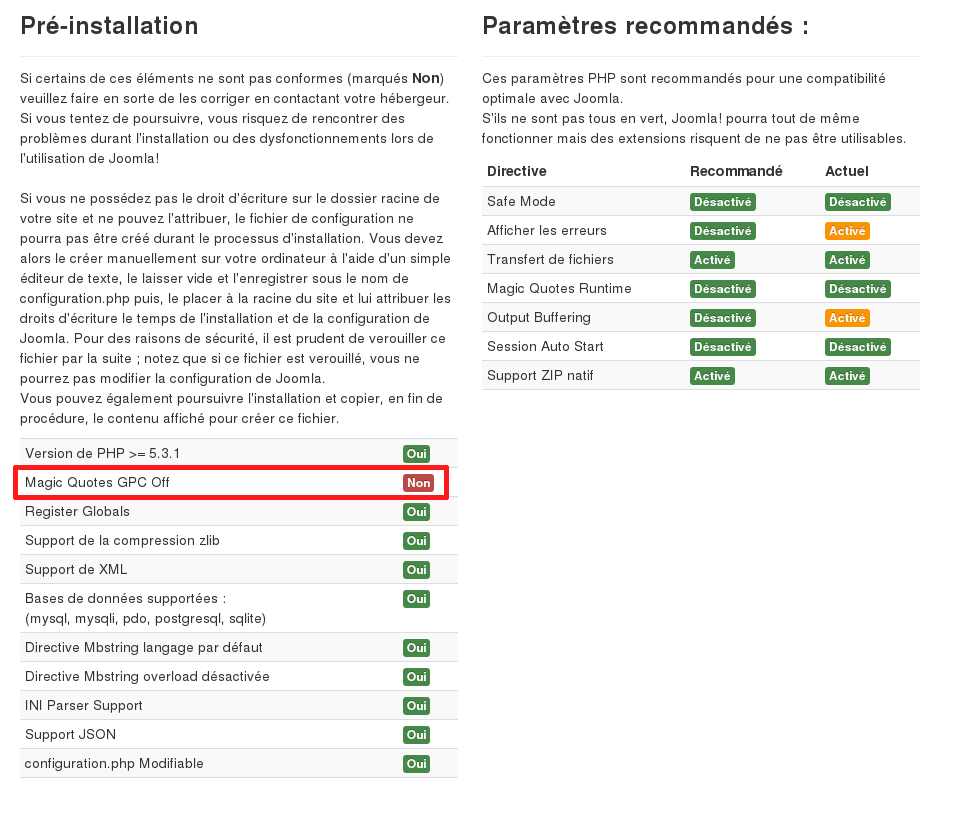 Pré-installation
Si certains de ces éléments ne sont pas conformes (marqués Non)
veuillez faire en sorte de les corriger en contactant votre hébergeur.
Si vous tentez de poursuivre, vous risquez de rencontrer des
problèmes durant l'installation ou des dysfonctionnements lors de
l'utilisation de Joomla!
Si vous ne possédez pas le droit d'écriture sur le dossier racine de
votre site et ne pouvez l'attribuer, le fichier de configuration ne
pourra pas être créé durant le processus d'installation. Vous devez
alors le créer manuellement sur votre ordinateur à l'aide d'un simple
éditeur de texte, le laisser vide et l'enregistrer sous le nom de
configuration.php puis, le placer à la racine du site et lui attribuer les
droits d'écriture le temps de l'installation et de la configuration de
Joomla. Pour des raisons de sécurité, il est prudent de verouiller ce
fichier par la suite ; notez que si ce fichier est verouillé, vous ne
pourrez pas modifier la configuration de Joomla.
Vous pouvez également poursuivre l'installation et copier, en fin de
procédure, le contenu affiché pour créer ce fichier.
Version de PHP >= 5.3.1 Oui
Magic Quotes GPC Off Non
Register Globals Oui
Support de la compression zlib Oui
Support de XML Oui
Bases de données supportées : Oui
(mysql, mysqli, pdo, postgresql, sqlite)
Directive Mbstring langage par défaut Oui
Directive Mbstring overload désactivée Oui
INI Parser Support Oui
Support JSON Oui
configuration.php Modifiable Oui
Paramètres recommandés :
Ces paramètres PHP sont recommandés pour une compatibilité
optimale avec Joomla.
S'ils ne sont pas tous en vert, Joomla! pourra tout de même
fonctionner mais des extensions risquent de ne pas être utilisables.
Directive Recommandé Actuel
Safe Mode Désactivé Désactivé
Afficher les erreurs Désactivé Activé
Transfert de fichiers Activé Activé
Magic Quotes Runtime Désactivé Désactivé
Output Buffering Désactivé Activé
Session Auto Start Désactivé Désactivé
Support ZIP natif Activé Activé